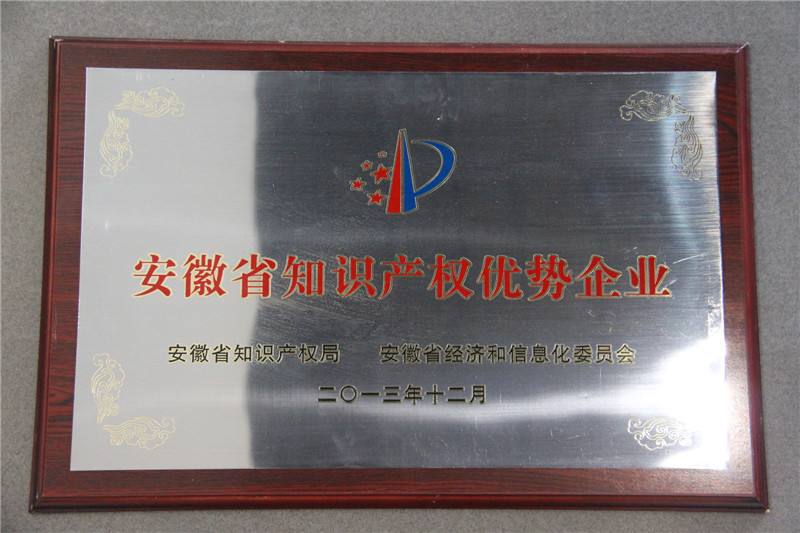 安徽省知识产权优势企业
安徽省知识产权局 安徽省经济和信息化委员会
二〇一三年十二月